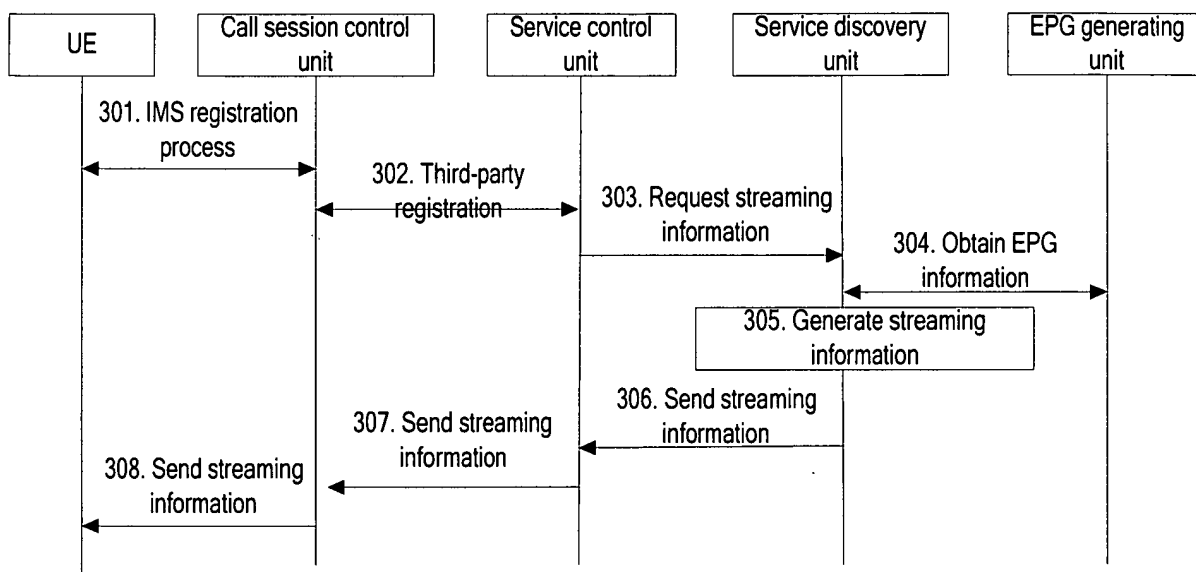 UE
Call session control
unit
Service control
unit
Service discovery
unit
EPG generating
unit
301. IMS registration
process
302. Third-party
registration
303. Request streaming
information
304. Obtain EPG
information
305. Generate streaming
information
306. Send streaming
information
307. Send streaming
information
308. Send streaming
information